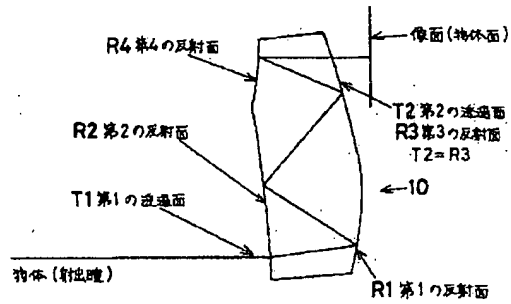 R4 第4の反射面
像面(物体面)
T2 第2の透過面
R3 第3の反射面
T2=R3
R2 第2の反射面
10
T1 第1の透過面
物体(射出瞳)
R1 第1の反射面